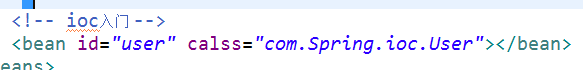 <!-- ioc入门 -->
<bean id="user" calss="com.Spring.ioc.User"></bean>
eans>